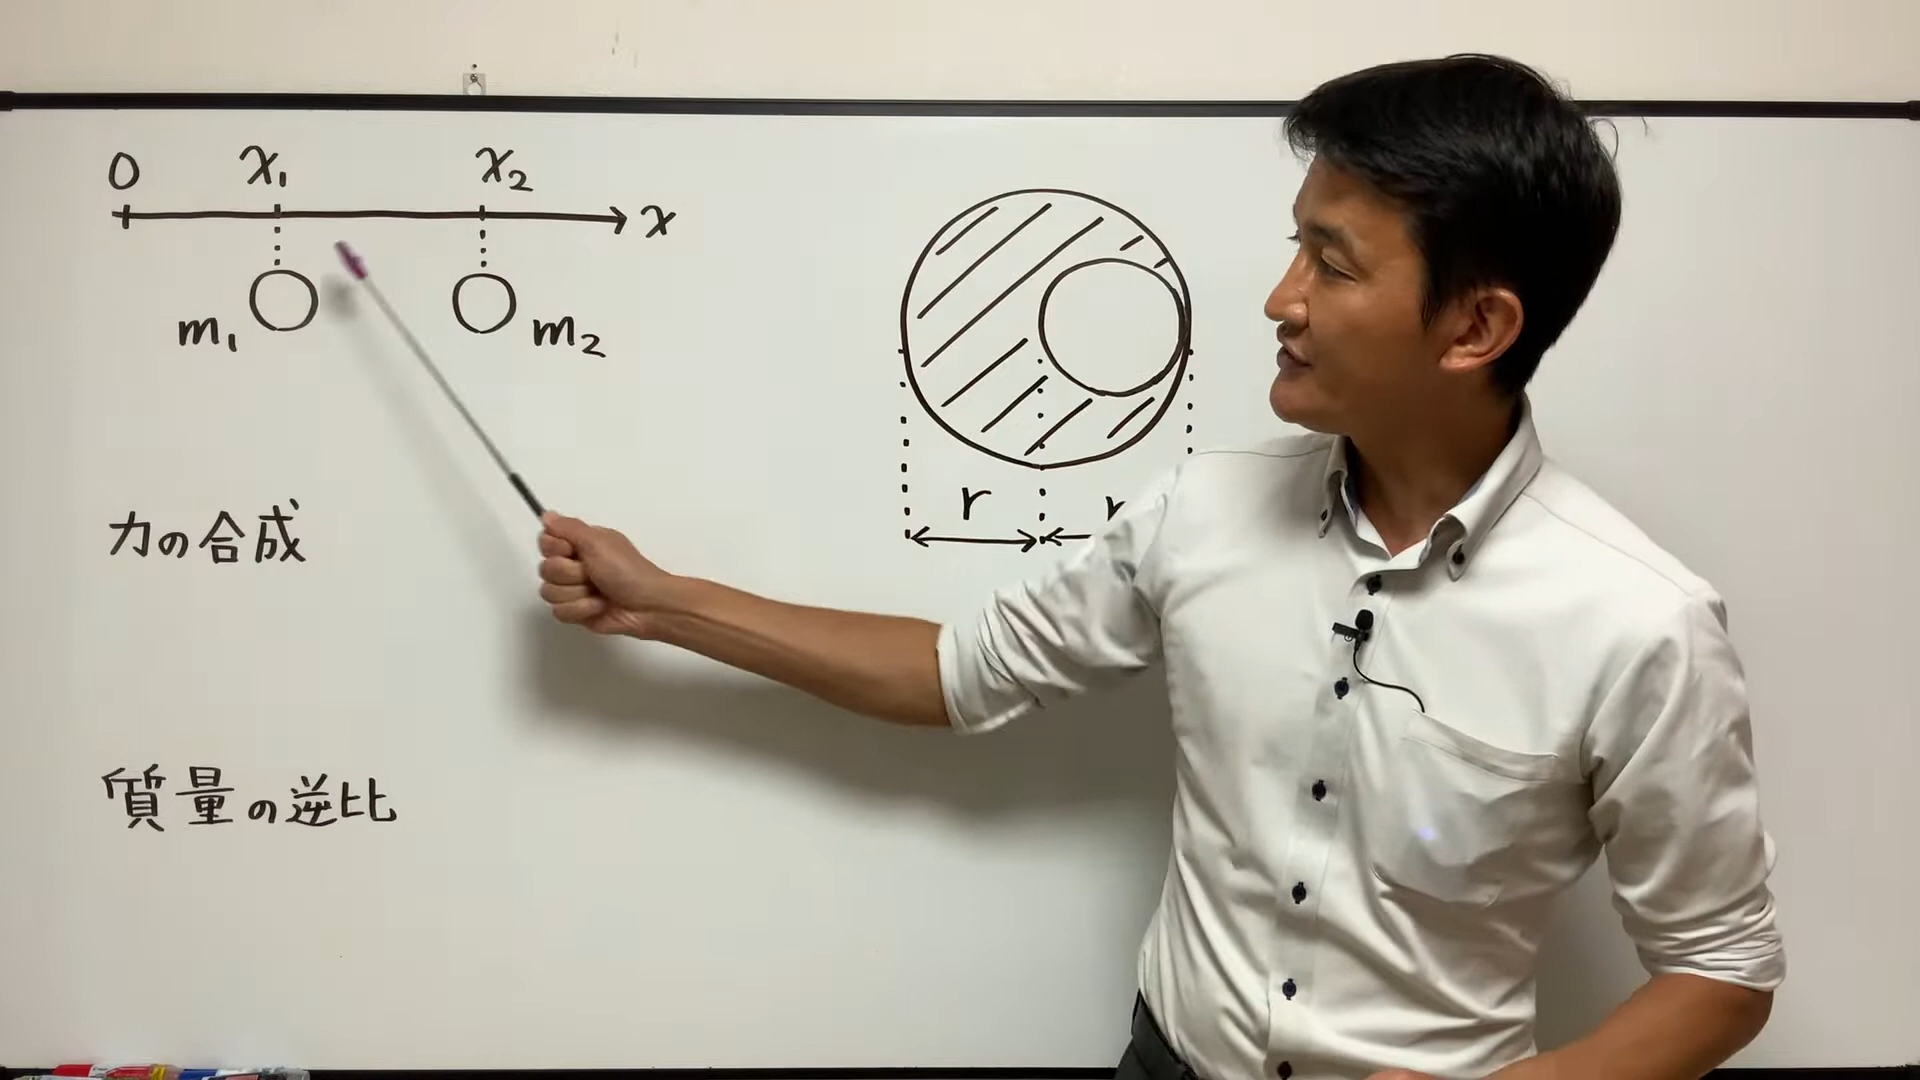 0 x₁ x₂
x
m₁ m₂
力の合成
質量の逆比
r r